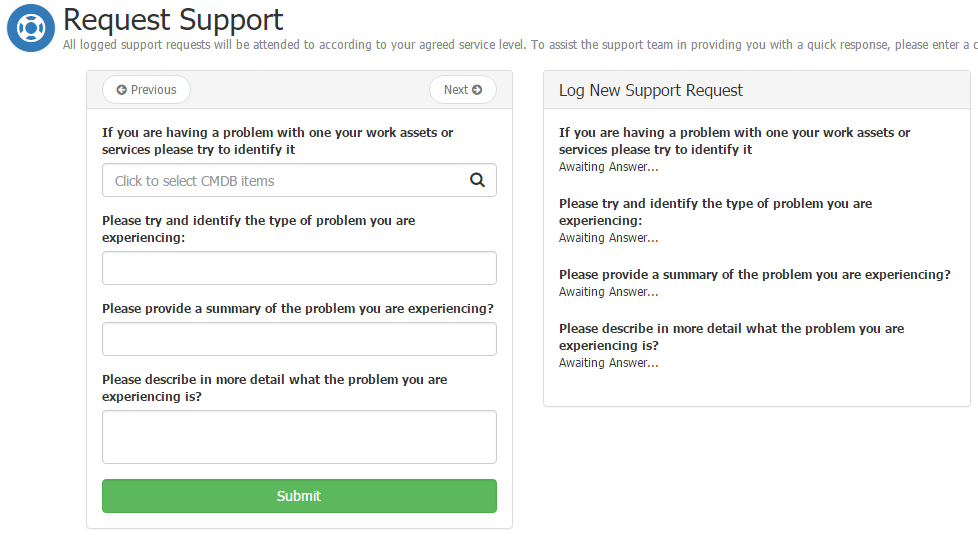 Request Support
All logged support requests will be attended to according to your agreed service level. To assist the support team in providing you with a quick response, please enter a c
Previous
Next
If you are having a problem with one your work assets or
services please try to identify it
Click to select CMDB items
Please try and identify the type of problem you are
experiencing:
Please provide a summary of the problem you are experiencing?
Please describe in more detail what the problem you are
experiencing is?
Submit
Log New Support Request
If you are having a problem with one your work assets or
services please try to identify it
Awaiting Answer...
Please try and identify the type of problem you are
experiencing:
Awaiting Answer...
Please provide a summary of the problem you are experiencing?
Awaiting Answer...
Please describe in more detail what the problem you are
experiencing is?
Awaiting Answer...